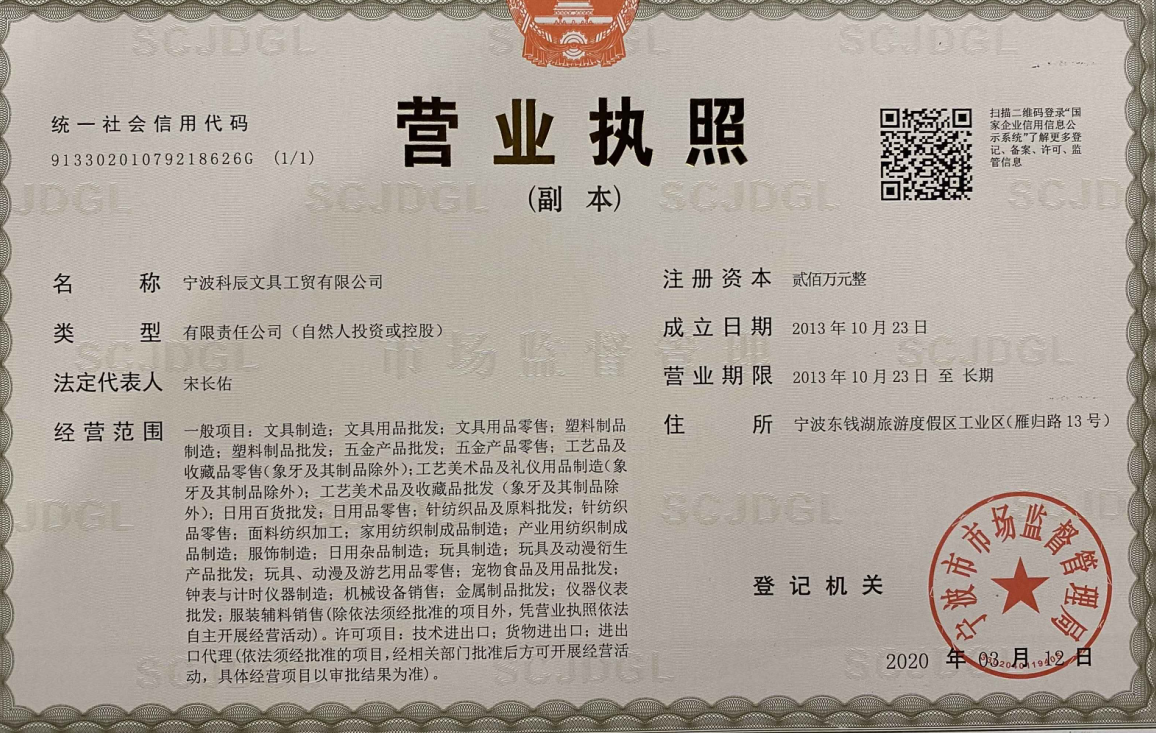 统一社会信用代码
91330201079218626G (1/1)
营业执照
(副 本)
扫描二维码登录“国
家企业信用信息公
示系统”了解更多登
记、备案、许可、监
管信息
名 称 宁波科辰文具工贸有限公司
类 型 有限责任公司（自然人投资或控股）
法定代表人 宋长佑
经营范围 一般项目：文具制造；文具用品批发；文具用品零售；塑料制品
制造；塑料制品批发；五金产品批发；五金产品零售；工艺品及
收藏品零售(象牙及其制品除外)；工艺美术品及礼仪用品制造(象
牙及其制品除外)；工艺美术品及收藏品批发（象牙及其制品除
外)；日用百货批发；日用品零售；针纺织品及原料批发；针纺织
品零售；面料纺织加工；家用纺织制成品制造；产业用纺织制成
品制造；服饰制造；日用杂品制造；玩具制造；玩具及动漫衍生
产品批发；玩具、动漫及游艺用品零售；宠物食品及用品批发；
钟表与计时仪器制造；机械设备销售；金属制品批发；仪器仪表
批发；服装辅料销售(除依法须经批准的项目外，凭营业执照依法
自主开展经营活动)。许可项目：技术进出口；货物进出口；进出
口代理(依法须经批准的项目,经相关部门批准后方可开展经营活
动，具体经营项目以审批结果为准)。
注册资本 贰佰万元整
成立日期 2013年10月23日
营业期限 2013年10月23日 至 长期
住 所 宁波东钱湖旅游度假区工业区(雁归路13号)
登记机关
宁波市市场监督管理局
2020 年 03 月 12 日
SCJDGL
市场监督管理